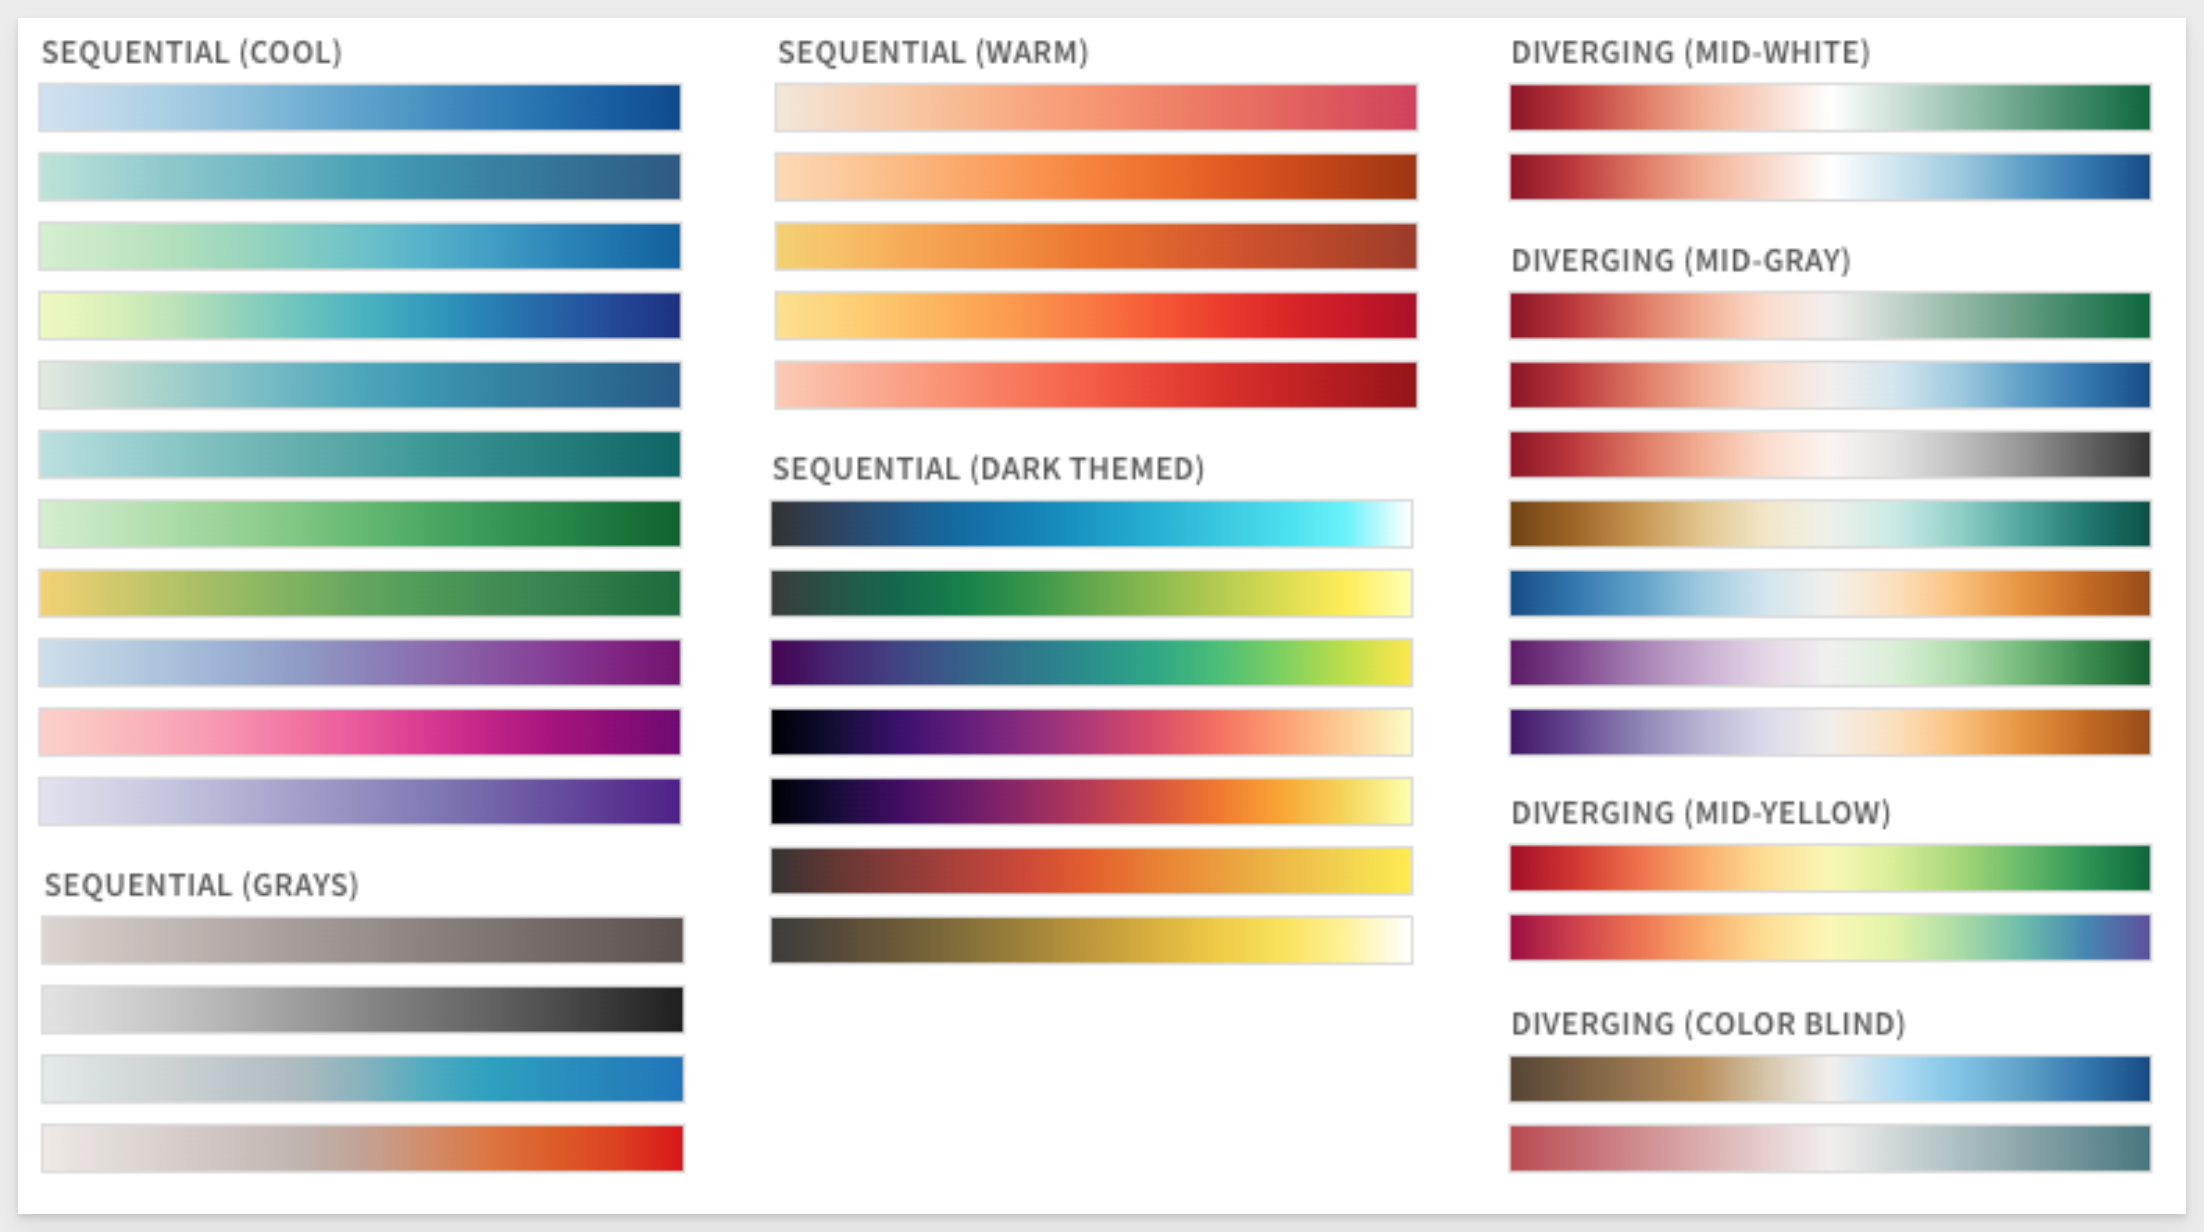 SEQUENTIAL (COOL)
SEQUENTIAL (GRAYS)
SEQUENTIAL (WARM)
SEQUENTIAL (DARK THEMED)
DIVERGING (MID-WHITE)
DIVERGING (MID-GRAY)
DIVERGING (MID-YELLOW)
DIVERGING (COLOR BLIND)